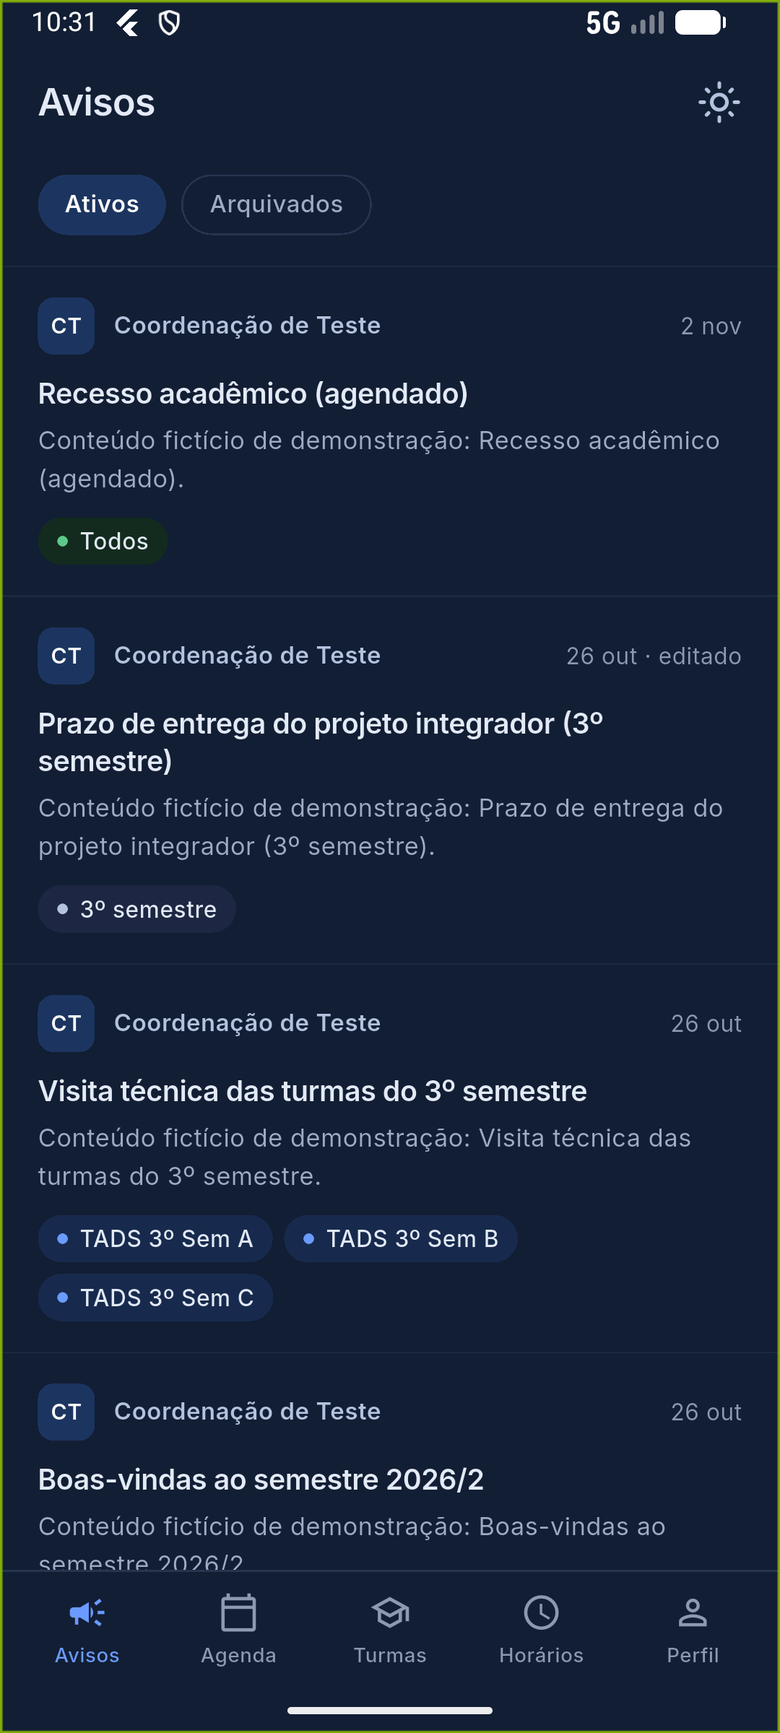 10:31
5G
Avisos
Ativos
Arquivados
CT
Coordenação de Teste
2 nov
Recesso acadêmico (agendado)
Conteúdo fictício de demonstração: Recesso acadêmico
(agendado).
Todos
CT
Coordenação de Teste
26 out · editado
Prazo de entrega do projeto integrador (3º
semestre)
Conteúdo fictício de demonstração: Prazo de entrega do
projeto integrador (3º semestre).
3º semestre
CT
Coordenação de Teste
26 out
Visita técnica das turmas do 3º semestre
Conteúdo fictício de demonstração: Visita técnica das
turmas do 3º semestre.
TADS 3º Sem A
TADS 3º Sem B
TADS 3º Sem C
CT
Coordenação de Teste
26 out
Boas-vindas ao semestre 2026/2
Conteúdo fictício de demonstração: Boas-vindas ao
semestre 2026/2
Avisos
Agenda
Turmas
Horários
Perfil